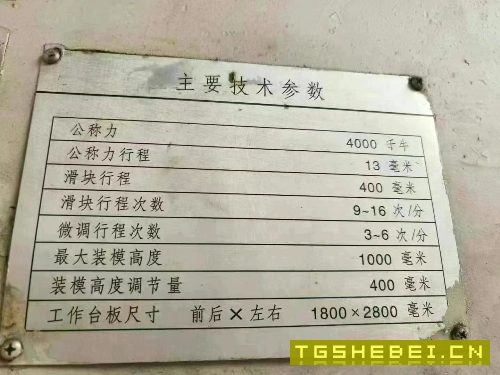 主要技术参数
公称力 4000 千牛
公称力行程 13 毫米
滑块行程 400 毫米
滑块行程次数 9~16 次/分
微调行程次数 3~6 次/分
最大装模高度 1000 毫米
装模高度调节量 400 毫米
工作台板尺寸 前后×左右 1800×2800 毫米
TGSHEBEI.CN